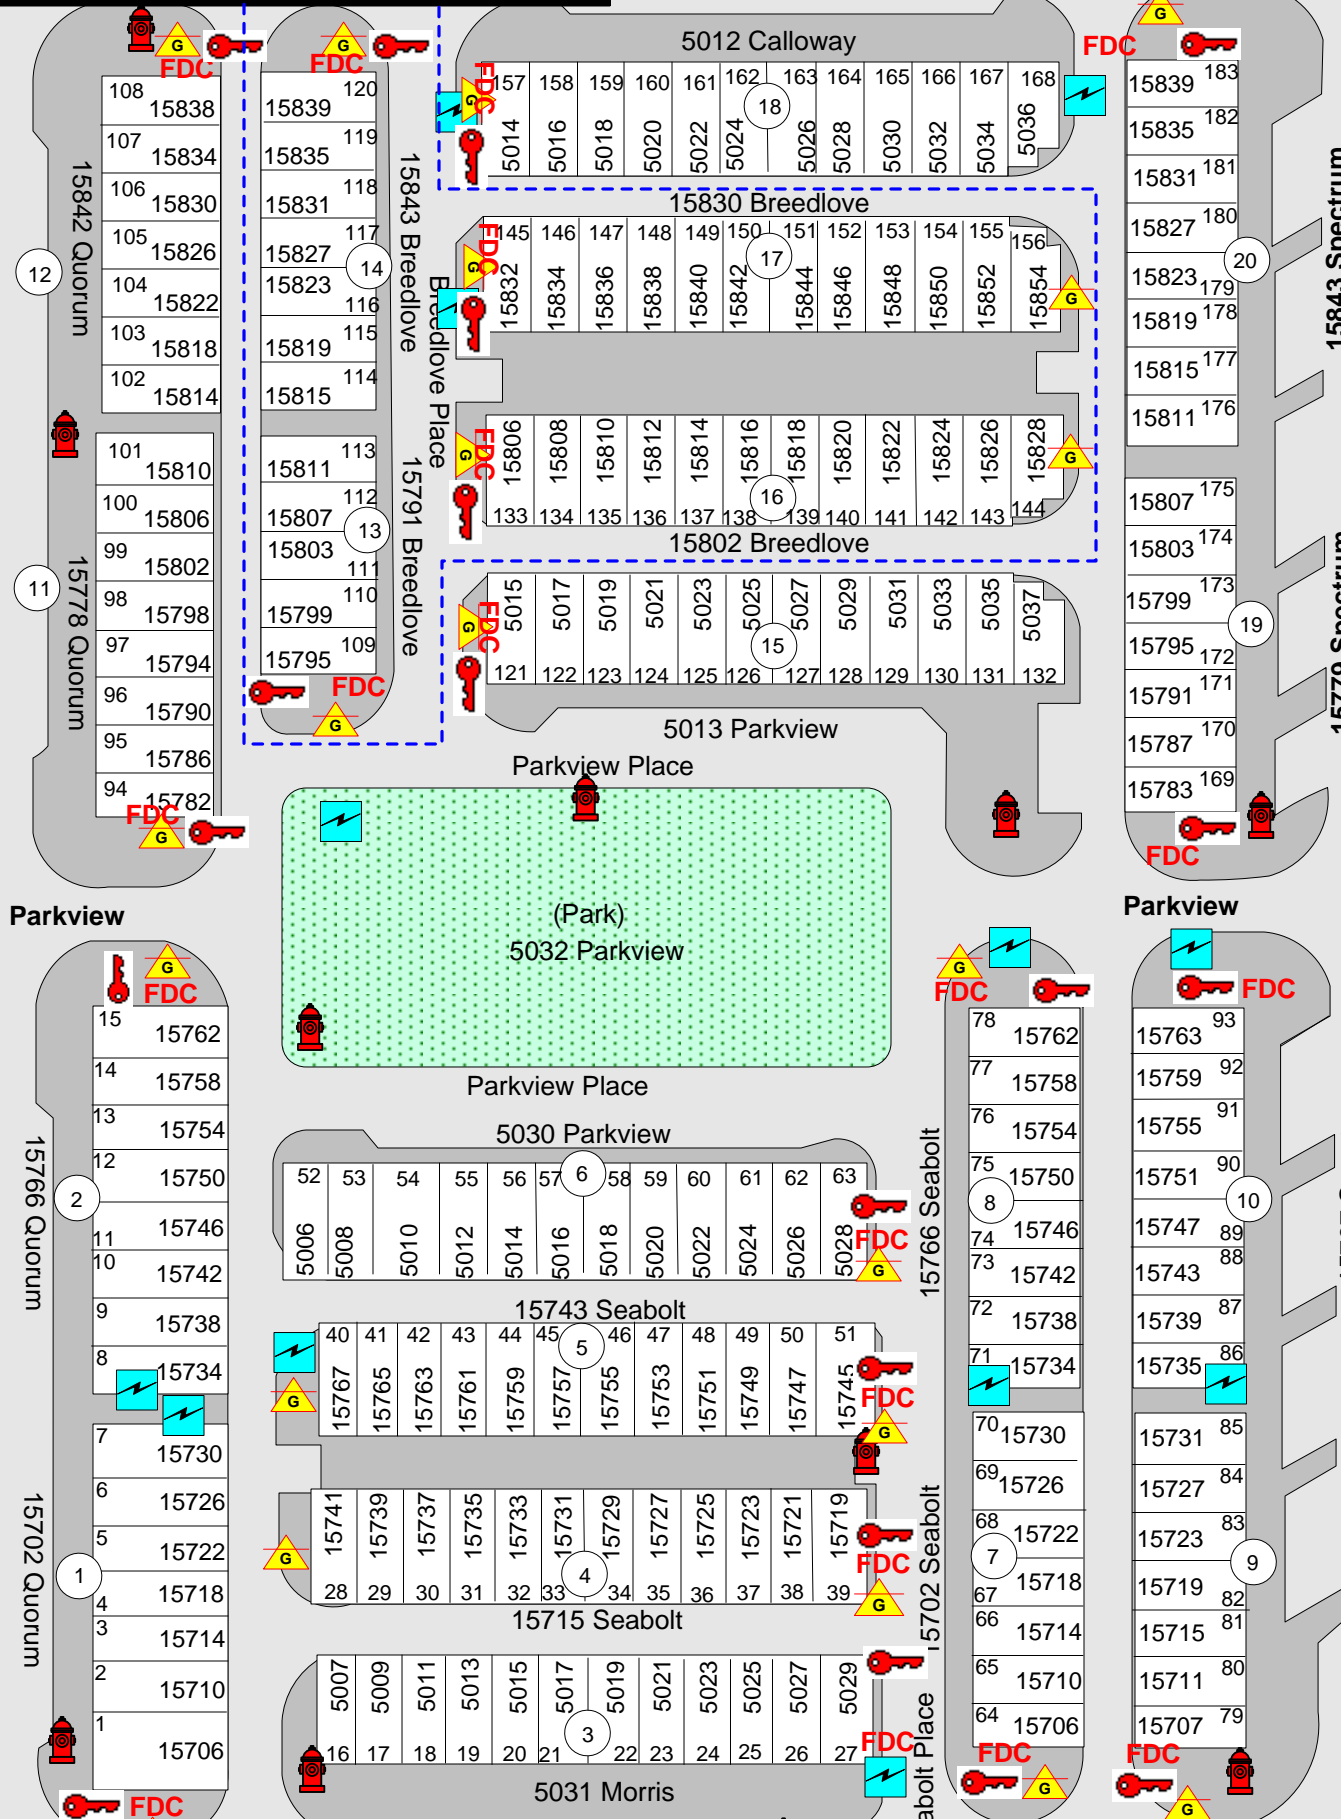 G
FDC
108 15838
107 15834
106 15830
105 15826
104 15822
103 15818
102 15814
15842 Quorum
12
101 15810
100 15806
99 15802
98 15798
97 15794
96 15790
95 15786
94 15782
15778 Quorum
11
FDC
G
G
FDC
120 15839
119 15835
118 15831
117 15827
14
15823 116
15819 115
15815 114
15843 Breedlove
113 15811
112 15807
13
15803 111
110 15799
109 15795
15791 Breedlove
FDC
G
Breedlove Place
5012 Calloway
FDC
G
157 158 159 160 161 162 163 164 165 166 167 168
18
5014 5016 5018 5020 5022 5024 5026 5028 5030 5032 5034 5036
15830 Breedlove
FDC
G
145 146 147 148 149 150 151 152 153 154 155 156
17
15832 15834 15836 15838 15840 15842 15844 15846 15848 15850 15852 15854
G
FDC
G
15806 15808 15810 15812 15814 15816 15818 15820 15822 15824 15826 15828
G
16
133 134 135 136 137 138 139 140 141 142 143 144
15802 Breedlove
FDC
G
5015 5017 5019 5021 5023 5025 5027 5029 5031 5033 5035 5037
15
121 122 123 124 125 126 127 128 129 130 131 132
5013 Parkview
Parkview Place
(Park)
5032 Parkview
Parkview Place
G
FDC
15839 183
15835 182
15831 181
15827 180
20
15823 179
15819 178
15815 177
15811 176
15843 Spectrum
15807 175
15803 174
15799 173
19
15795 172
15791 171
15787 170
15783 169
15779 Spectrum
FDC
Parkview
Parkview
G
FDC
15 15762
14 15758
13 15754
12 15750
2
11 15746
10 15742
9 15738
8 15734
15766 Quorum
7 15730
6 15726
5 15722
1
4 15718
3 15714
2 15710
1 15706
15702 Quorum
FDC
5030 Parkview
52 53 54 55 56 57 58 59 60 61 62 63
6
5006 5008 5010 5012 5014 5016 5018 5020 5022 5024 5026 5028
FDC
G
15743 Seabolt
40 41 42 43 44 45 46 47 48 49 50 51
5
G
15767 15765 15763 15761 15759 15757 15755 15753 15751 15749 15747 15745
FDC
G
15741 15739 15737 15735 15733 15731 15729 15727 15725 15723 15721 15719
G
4
28 29 30 31 32 33 34 35 36 37 38 39
FDC
G
15715 Seabolt
5007 5009 5011 5013 5015 5017 5019 5021 5023 5025 5027 5029
3
16 17 18 19 20 21 22 23 24 25 26 27
FDC
5031 Morris
G
FDC
78 15762
77 15758
76 15754
75 15750
8
74 15746
73 15742
72 15738
71 15734
15766 Seabolt
70 15730
69 15726
68 15722
7
67 15718
66 15714
65 15710
64 15706
15702 Seabolt
abolt Place
FDC
G
FDC
15763 93
15759 92
15755 91
15751 90
10
15747 89
15743 88
15739 87
15735 86
15731 85
15727 84
15723 83
9
15719 82
15715 81
15711 80
15707 79
FDC
G